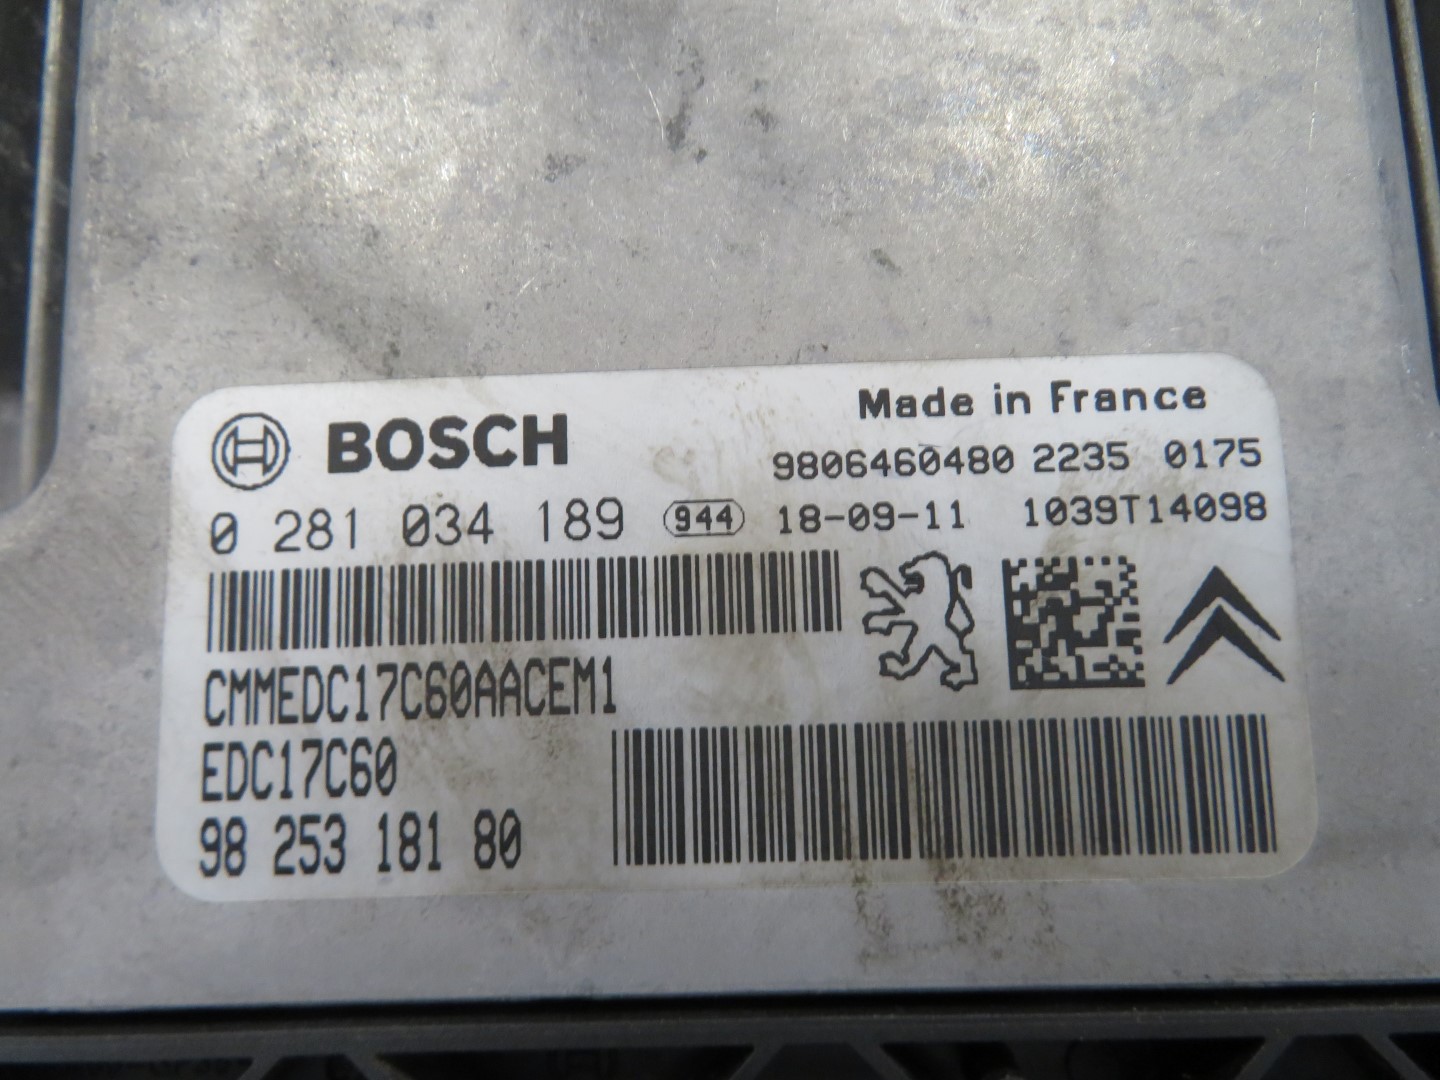 BOSCH
Made in France
9806460480 2235 0175
0 281 034 189 944 18-09-11 1039T14098
CMMEDC17C60AACEM1
EDC17C60
98 253 181 80